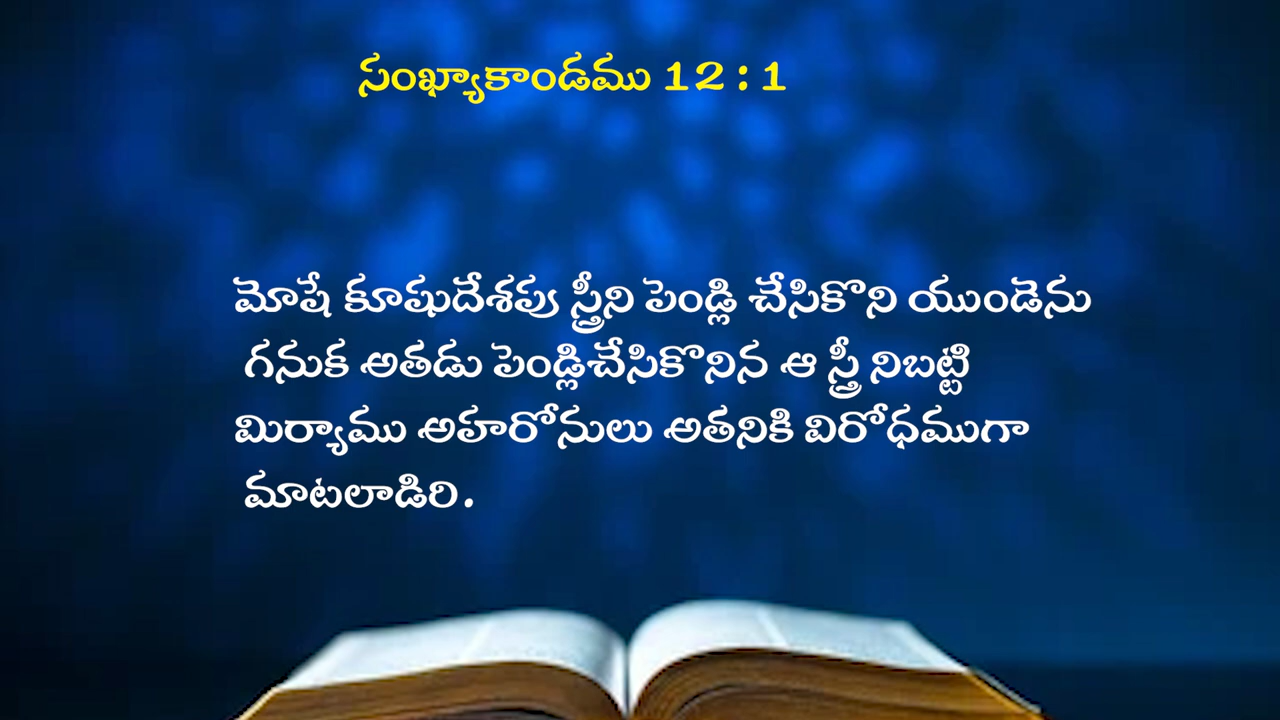 సంఖ్యాకాండము 12 : 1
మోషే కూషుదేశపు స్త్రీని పెండ్లి చేసికొని యుండెను
గనుక అతడు పెండ్లిచేసికొనిన ఆ స్త్రీ నిబట్టి
మిర్యాము అహరోనులు అతనికి విరోధముగా
మాటలాడిరి.